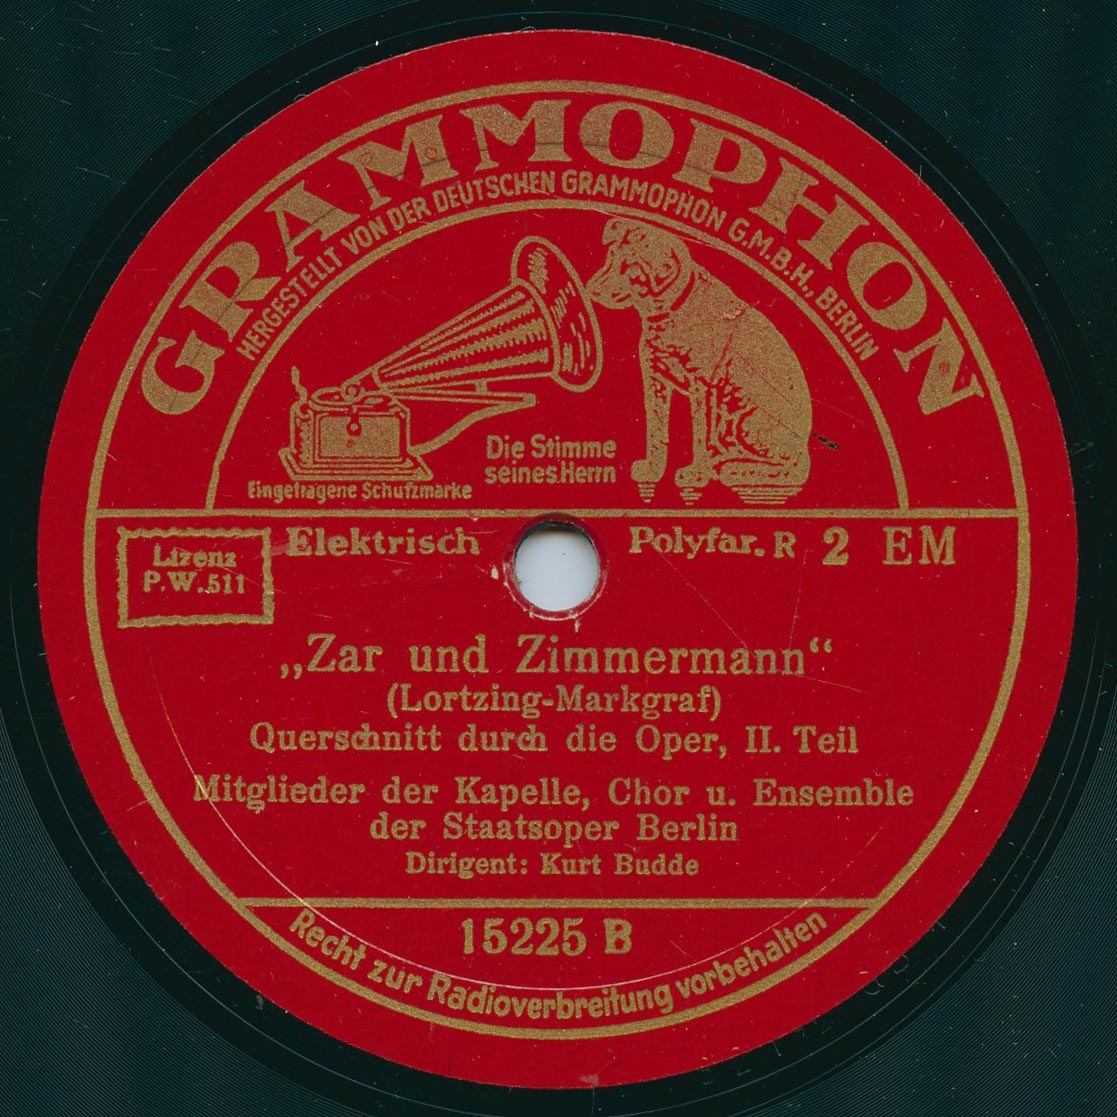 GRAMMOPHON
HERGESTELLT VON DER DEUTSCHEN GRAMMOPHON G.M.B.H., BERLIN
Die Stimme
seines Herrn
Eingetragene Schutzmarke
Lizenz
P.W.511
Elektrisch
Polyfar. R 2 EM
„Zar und Zimmermann“
(Lortzing-Markgraf)
Querschnitt durch die Oper, II. Teil
Mitglieder der Kapelle, Chor u. Ensemble
der Staatsoper Berlin
Dirigent: Kurt Budde
15225 B
Recht zur Radioverbreitung vorbehalten